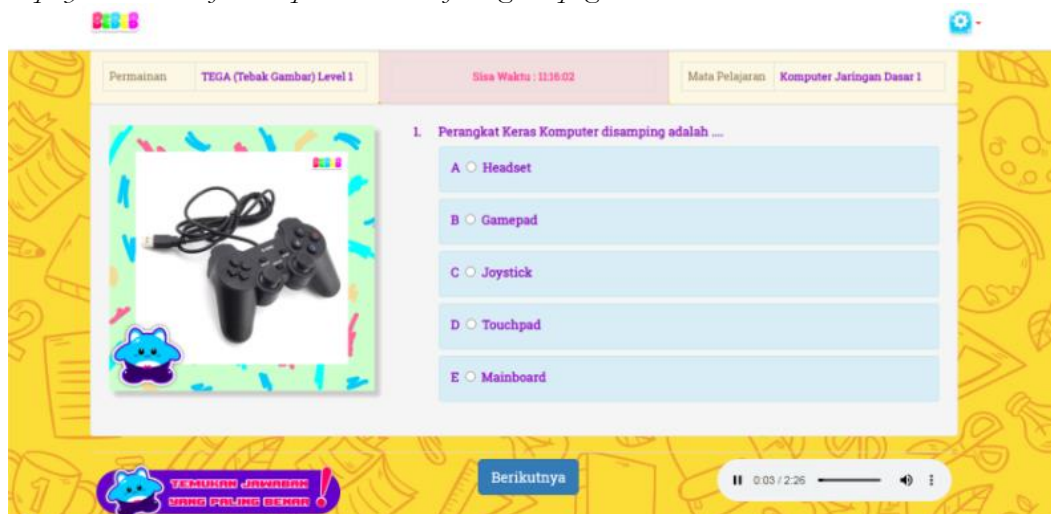 BEBEB
Permainan TEGA (Tebak Gambar) Level 1
Sisa Waktu : 11:16:02
Mata Pelajaran Komputer Jaringan Dasar 1
1. Perangkat Keras Komputer disamping adalah ....
BEBEB
A Headset
B Gamepad
C Joystick
D Touchpad
E Mainboard
TEMUKAN JAWABAN
YANG PALING BENAR
Berikutnya
0:03 / 2:26